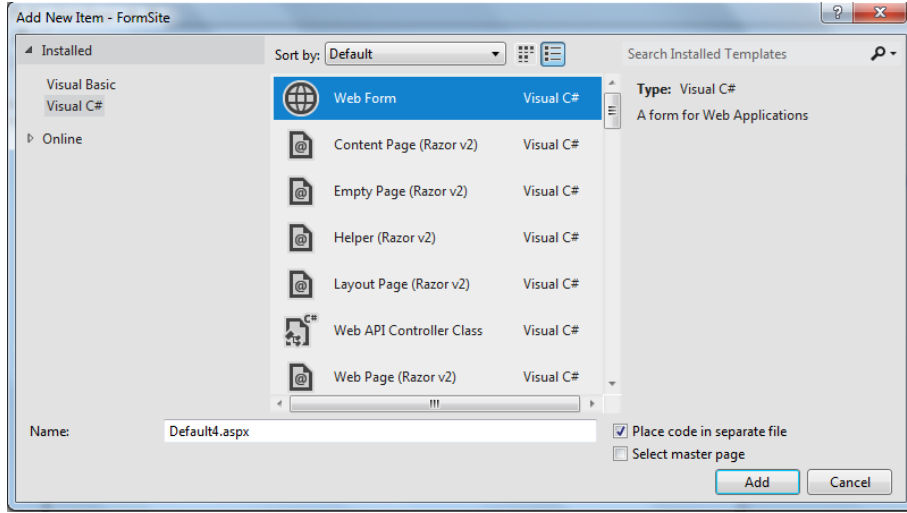 Add New Item - FormSite
Installed
Visual Basic
Visual C#
Online
Sort by: Default
Web Form Visual C#
Content Page (Razor v2) Visual C#
Empty Page (Razor v2) Visual C#
Helper (Razor v2) Visual C#
Layout Page (Razor v2) Visual C#
C#
Web API Controller Class Visual C#
Web Page (Razor v2) Visual C#
Search Installed Templates
Type: Visual C#
A form for Web Applications
Name: Default4.aspx
Place code in separate file
Select master page
Add Cancel